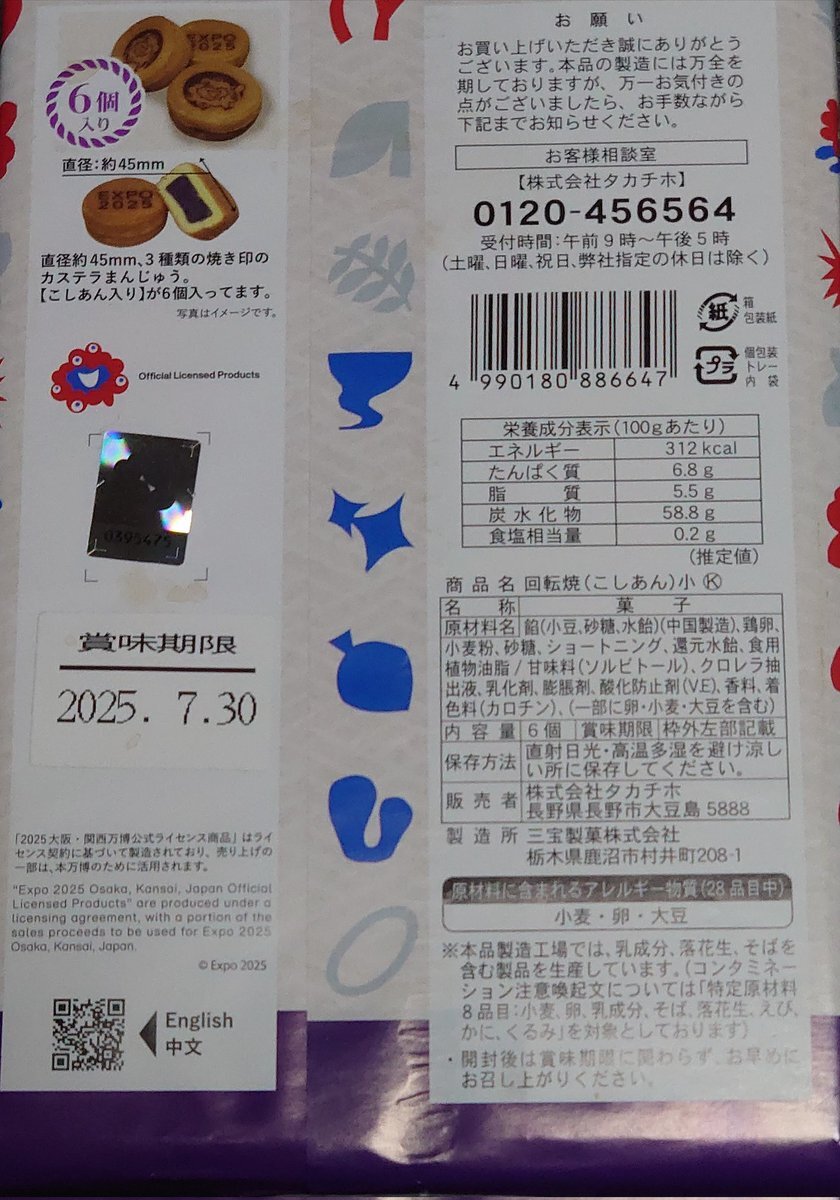 EXPO
2025
6個
入り
直径:約45mm
EXPO
2025
直径約45mm、3種類の焼き印の
カステラまんじゅう。
【こしあん入り】が6個入ってます。
写真はイメージです。
Official Licensed Products
0395475
賞味期限
2025. 7.30
「2025大阪・関西万博公式ライセンス商品」はライ
センス契約に基づいて製造されており、売り上げの
一部は、本万博のために活用されます。
“Expo 2025 Osaka, Kansai, Japan Official
Licensed Products” are produced under a
licensing agreement, with a portion of the
sales proceeds to be used for Expo 2025
Osaka, Kansai, Japan.
© Expo 2025
English
中文
お願い
お買い上げいただき誠にありがとう
ございます。本品の製造には万全を
期しておりますが、万一お気付きの
点がございましたら、お手数ながら
下記までお知らせください。
お客様相談室
【株式会社タカチホ】
0120-456564
受付時間:午前9時～午後5時
(土曜、日曜、祝日、弊社指定の休日は除く)
4 990180 886647
紙
箱
包装紙
プラ
個包装
トレー
内袋
栄養成分表示(100gあたり)
エネルギー 312kcal
たんぱく質 6.8g
脂質 5.5g
炭水化物 58.8g
食塩相当量 0.2g
(推定値)
商品名 回転焼(こしあん)小 Ⓚ
名称 菓子
原材料名 餡(小豆、砂糖、水飴)(中国製造)、鶏卵、
小麦粉、砂糖、ショートニング、還元水飴、食用
植物油脂/甘味料(ソルビトール)、クロレラ抽
出液、乳化剤、膨脹剤、酸化防止剤(V.E)、香料、着
色料(カロチン)、(一部に卵・小麦・大豆を含む)
内容量 6個 賞味期限 枠外左部記載
保存方法 直射日光・高温多湿を避け涼し
い所に保存してください。
販売者 株式会社タカチホ
長野県長野市大豆島5888
製造所 三宝製菓株式会社
栃木県鹿沼市村井町208-1
原材料に含まれるアレルギー物質(28品目中)
小麦・卵・大豆
※本品製造工場では、乳成分、落花生、そばを
含む製品を生産しています。(コンタミネー
ション注意喚起文については「特定原材料
8品目:小麦、卵、乳成分、そば、落花生、えび、
かに、くるみ」を対象としております)
・開封後は賞味期限に関わらず、お早めに
お召し上がりください。